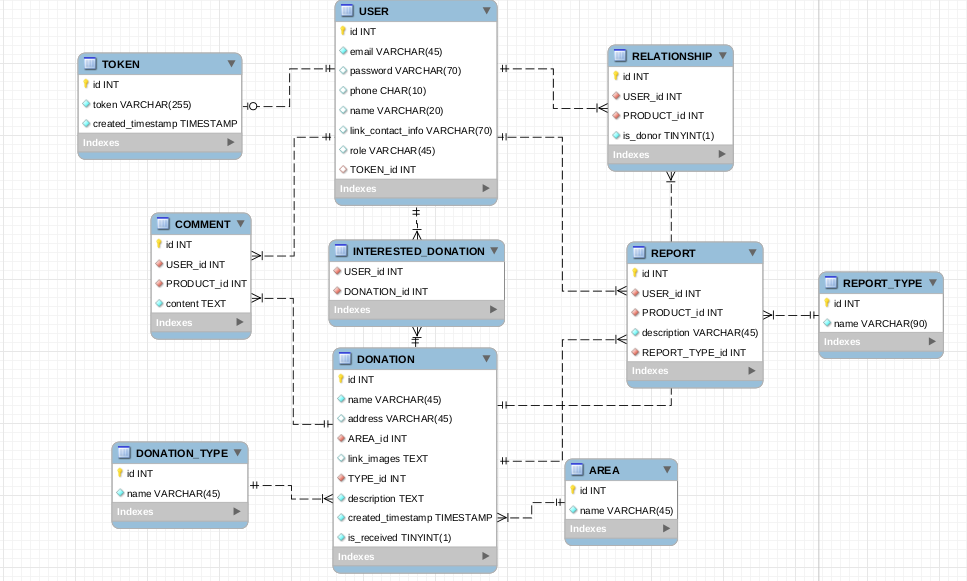 USER
id INT
email VARCHAR(45)
password VARCHAR(70)
phone CHAR(10)
name VARCHAR(20)
link_contact_info VARCHAR(70)
role VARCHAR(45)
TOKEN_id INT
Indexes
TOKEN
id INT
token VARCHAR(255)
created_timestamp TIMESTAMP
Indexes
RELATIONSHIP
id INT
USER_id INT
PRODUCT_id INT
is_donor TINYINT(1)
Indexes
COMMENT
id INT
USER_id INT
PRODUCT_id INT
content TEXT
Indexes
INTERESTED_DONATION
USER_id INT
DONATION_id INT
Indexes
REPORT
id INT
USER_id INT
PRODUCT_id INT
description VARCHAR(45)
REPORT_TYPE_id INT
Indexes
REPORT_TYPE
id INT
name VARCHAR(90)
Indexes
DONATION
id INT
name VARCHAR(45)
address VARCHAR(45)
AREA_id INT
link_images TEXT
TYPE_id INT
description TEXT
created_timestamp TIMESTAMP
is_received TINYINT(1)
Indexes
DONATION_TYPE
id INT
name VARCHAR(45)
Indexes
AREA
id INT
name VARCHAR(45)
Indexes